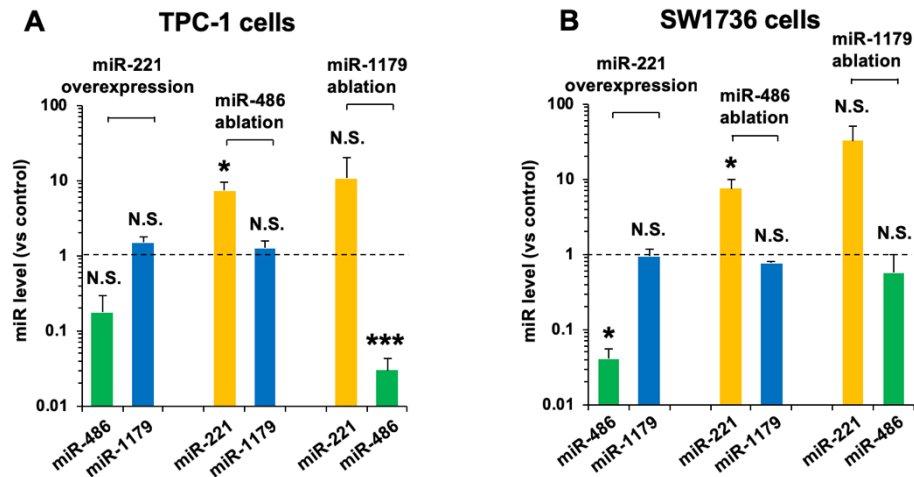 A
TPC-1 cells
miR-221
overexpression
miR-486
ablation
miR-1179
ablation
miR level (vs control)
100
10
1
0.1
0.01
N.S.
N.S.
*
N.S.
N.S.
***
miR-486
miR-1179
miR-221
miR-1179
miR-221
miR-486
B
SW1736 cells
miR-221
overexpression
miR-486
ablation
miR-1179
ablation
miR level (vs control)
100
10
1
0.1
0.01
*
N.S.
*
N.S.
N.S.
N.S.
miR-486
miR-1179
miR-221
miR-1179
miR-221
miR-486